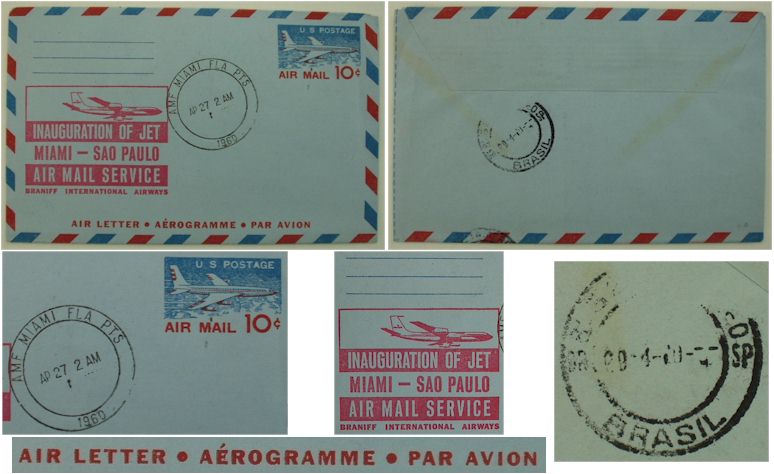 U S POSTAGE
AIR MAIL 10¢
AMF MIAMI FLA PTS
AP 27 2 AM
1960
INAUGURATION OF JET
MIAMI — SAO PAULO
AIR MAIL SERVICE
BRANIFF INTERNATIONAL AIRWAYS
AIR LETTER • AÉROGRAMME • PAR AVION
BRASIL
U S POSTAGE
AIR MAIL 10¢
AMF MIAMI FLA PTS
AP 27 2 AM
1960
INAUGURATION OF JET
MIAMI — SAO PAULO
AIR MAIL SERVICE
BRANIFF INTERNATIONAL AIRWAYS
SP
BRASIL
AIR LETTER • AÉROGRAMME • PAR AVION